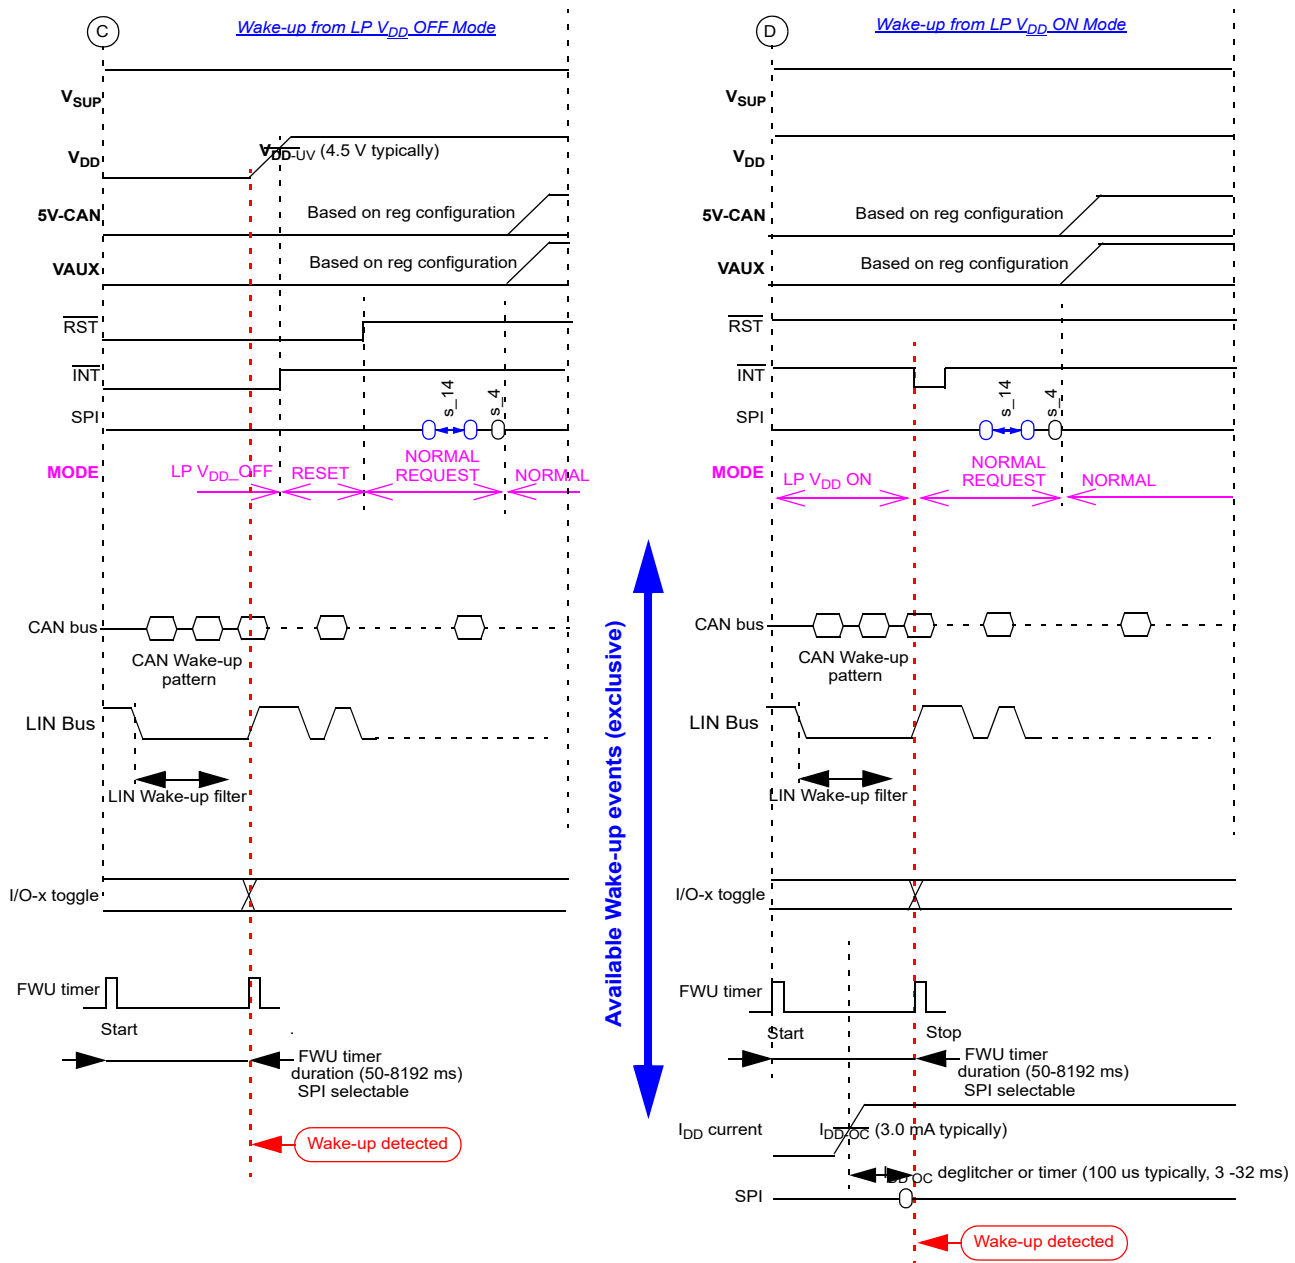 C
Wake-up from LP VDD OFF Mode
VSUP
VDD
VDD-UV (4.5 V typically)
5V-CAN
Based on reg configuration
VAUX
Based on reg configuration
RST
INT
SPI
s_14
s_4
MODE
LP VDD_OFF
RESET
NORMAL
REQUEST
NORMAL
CAN bus
CAN Wake-up
pattern
LIN Bus
LIN Wake-up filter
I/O-x toggle
FWU timer
Start
FWU timer
duration (50-8192 ms)
SPI selectable
Wake-up detected
Available Wake-up events (exclusive)
D
Wake-up from LP VDD ON Mode
VSUP
VDD
5V-CAN
Based on reg configuration
VAUX
Based on reg configuration
RST
INT
SPI
s_14
s_4
MODE
LP VDD ON
NORMAL
REQUEST
NORMAL
CAN bus
CAN Wake-up
pattern
LIN Bus
LIN Wake-up filter
I/O-x toggle
FWU timer
Start
Stop
FWU timer
duration (50-8192 ms)
SPI selectable
IDD current
IDD-OC (3.0 mA typically)
IDD OC deglitcher or timer (100 us typically, 3 -32 ms)
SPI
Wake-up detected